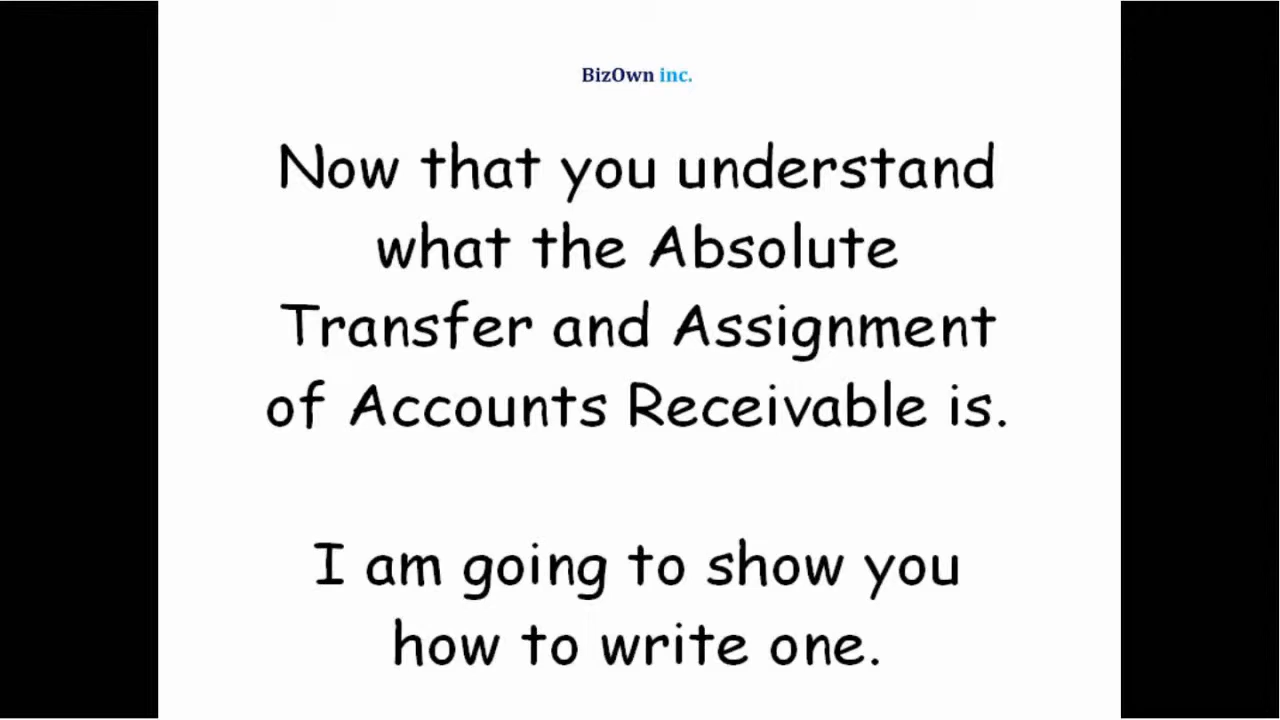 BizOwn inc.
Now that you understand
what the Absolute
Transfer and Assignment
of Accounts Receivable is.
I am going to show you
how to write one.